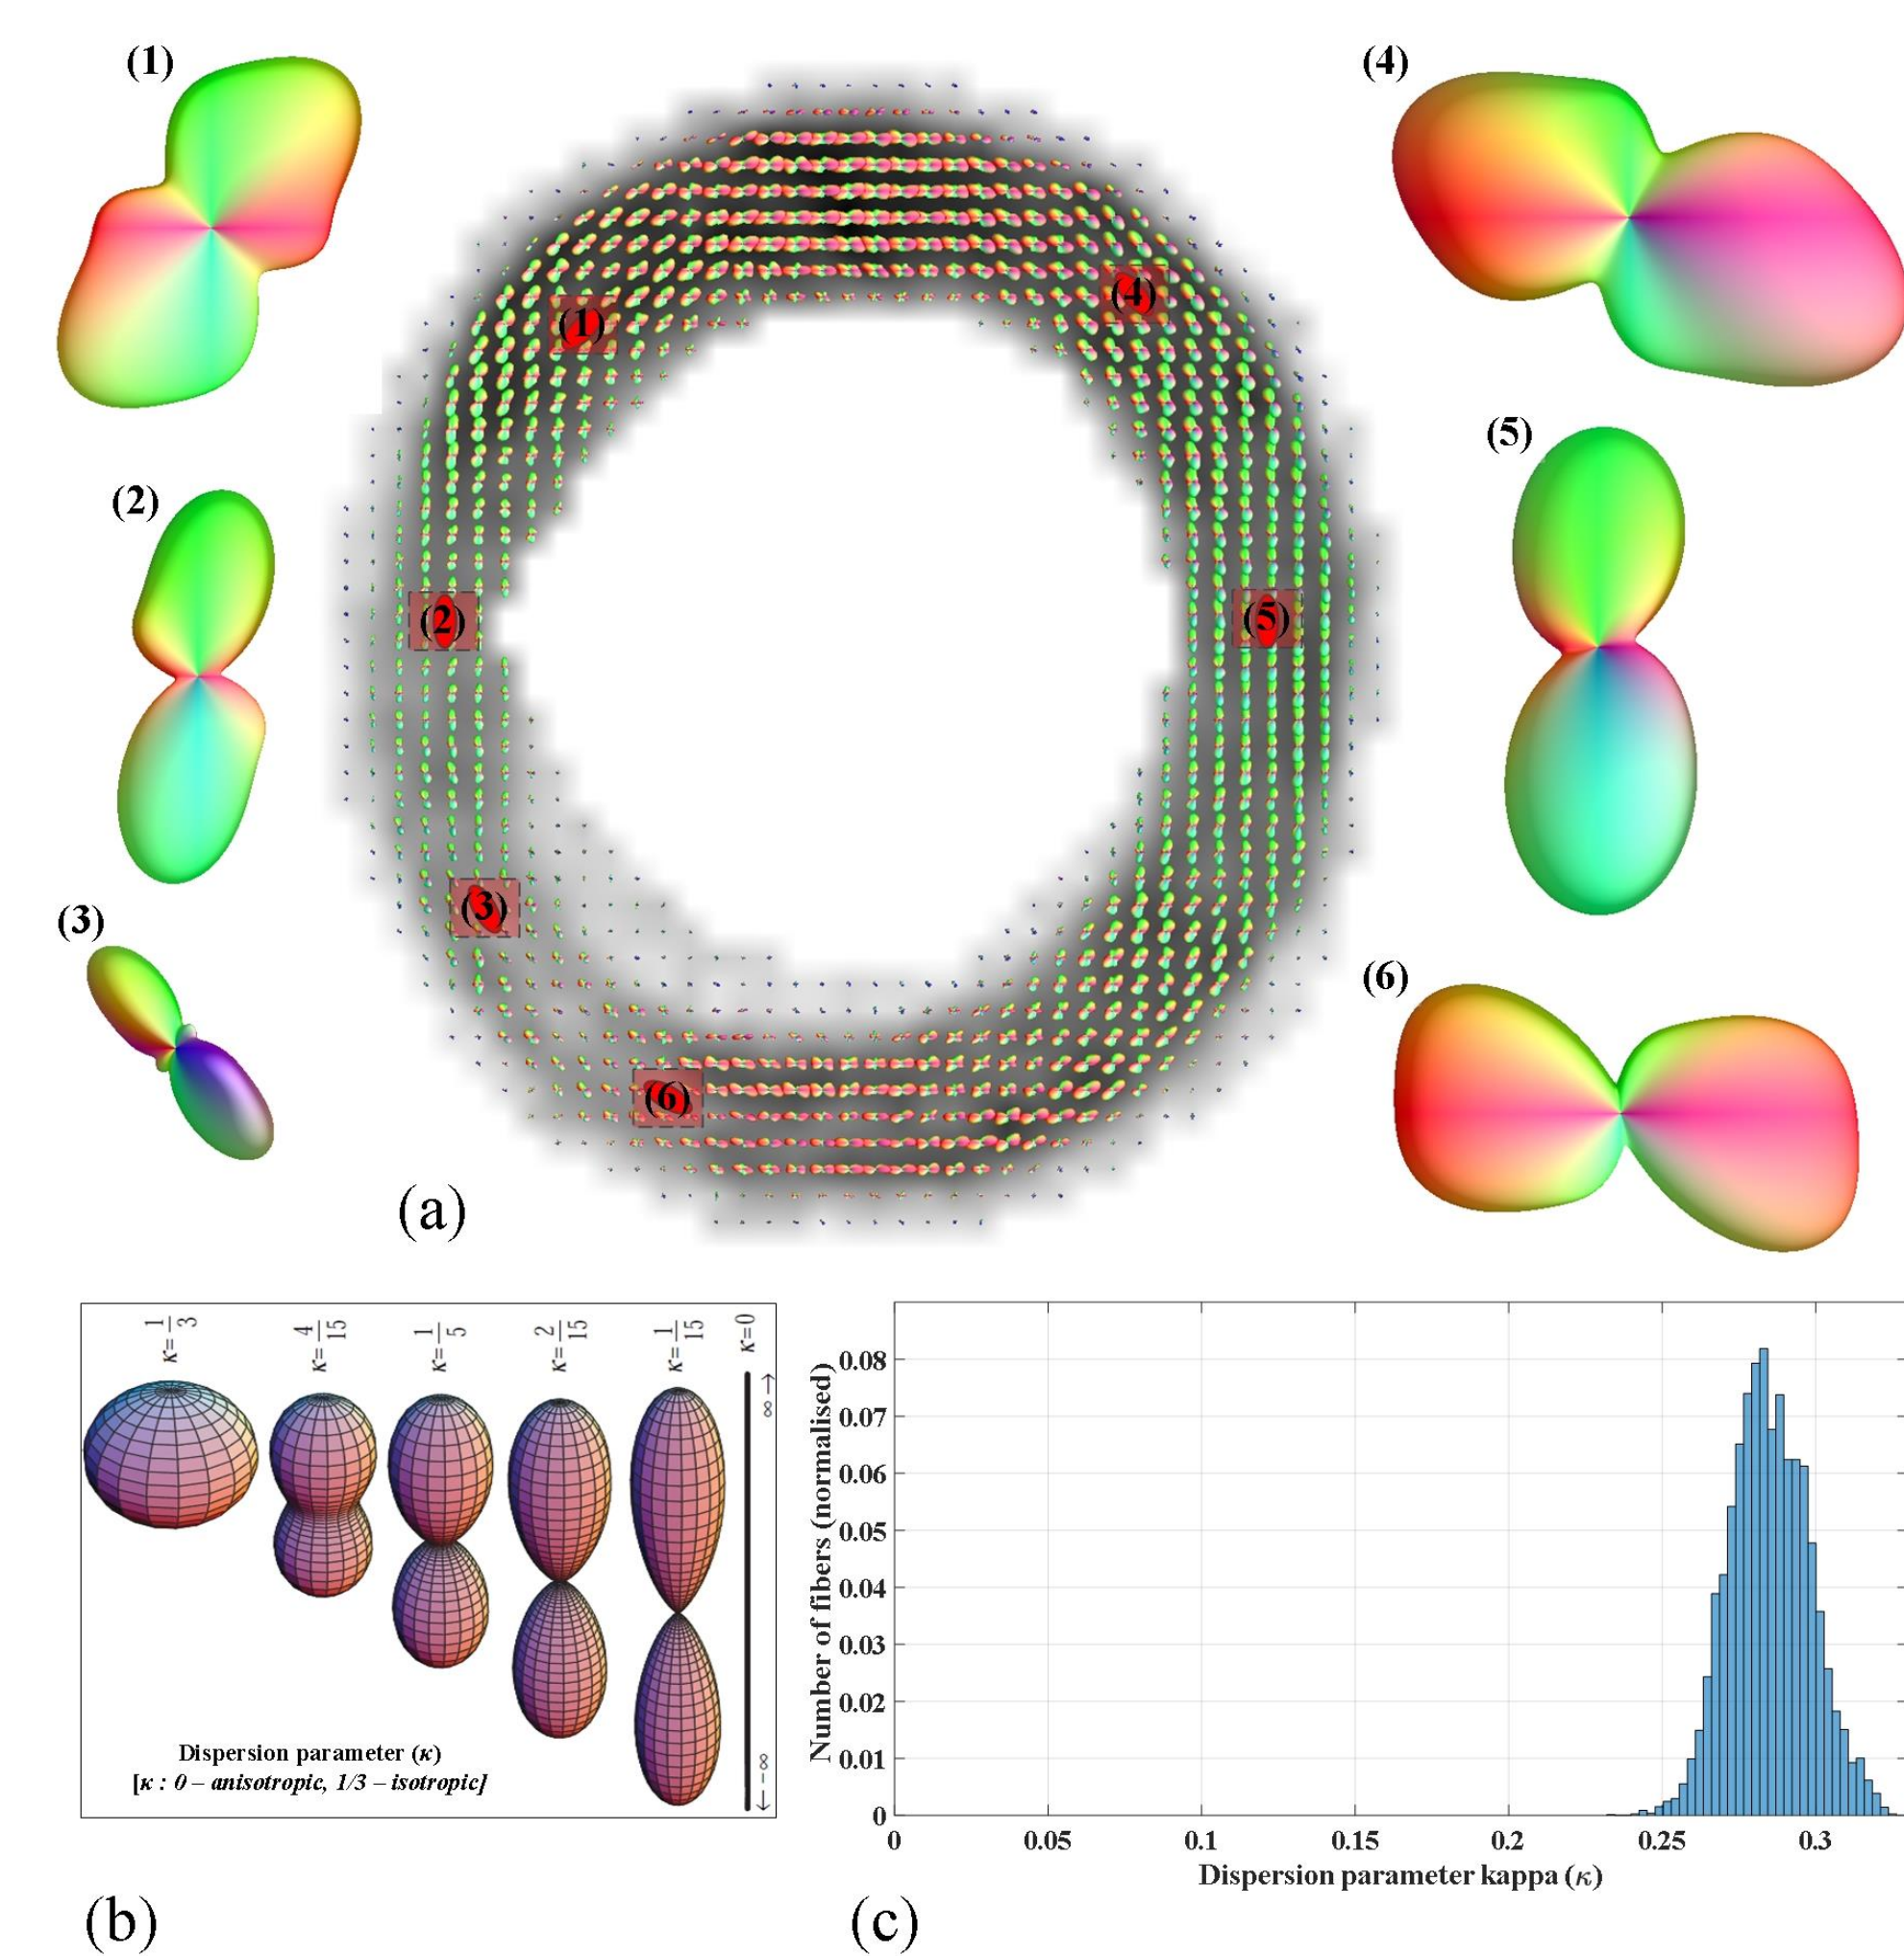 (1)
(4)
(1)
(4)
(5)
(2)
(2)
(5)
(3)
(3)
(6)
(6)
(a)
κ=1/3
κ=4/15
κ=1/5
κ=2/15
κ=1/15
κ=0
∞→
←-∞
Dispersion parameter (κ)
[κ : 0 – anisotropic, 1/3 – isotropic]
(b)
Number of fibers (normalised)
0.08
0.07
0.06
0.05
0.04
0.03
0.02
0.01
0
0 0.05 0.1 0.15 0.2 0.25 0.3
Dispersion parameter kappa (κ)
(c)